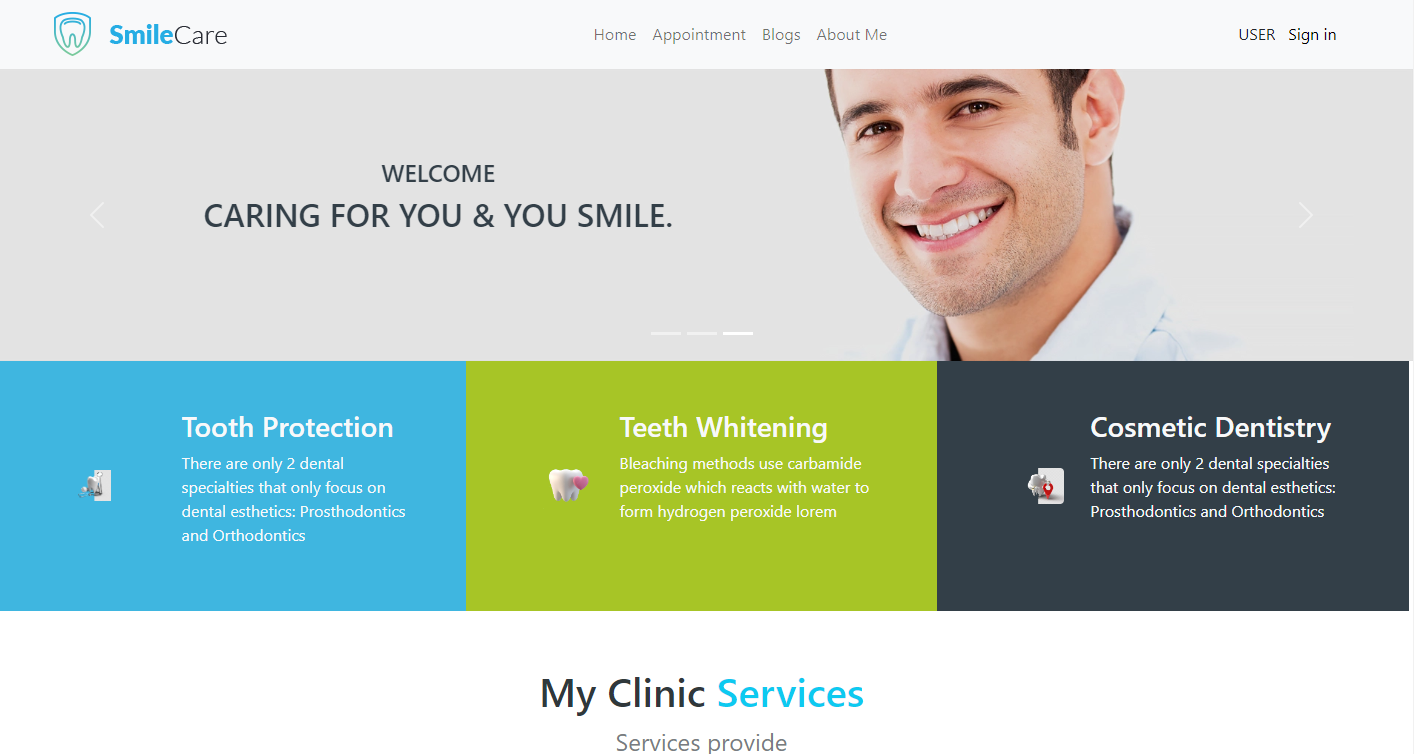 SmileCare
Home Appointment Blogs About Me
USER Sign in
WELCOME
CARING FOR YOU & YOU SMILE.
Tooth Protection
There are only 2 dental
specialties that only focus on
dental esthetics: Prosthodontics
and Orthodontics
Teeth Whitening
Bleaching methods use carbamide
peroxide which reacts with water to
form hydrogen peroxide lorem
Cosmetic Dentistry
There are only 2 dental specialties
that only focus on dental esthetics:
Prosthodontics and Orthodontics
My Clinic Services
Services provide